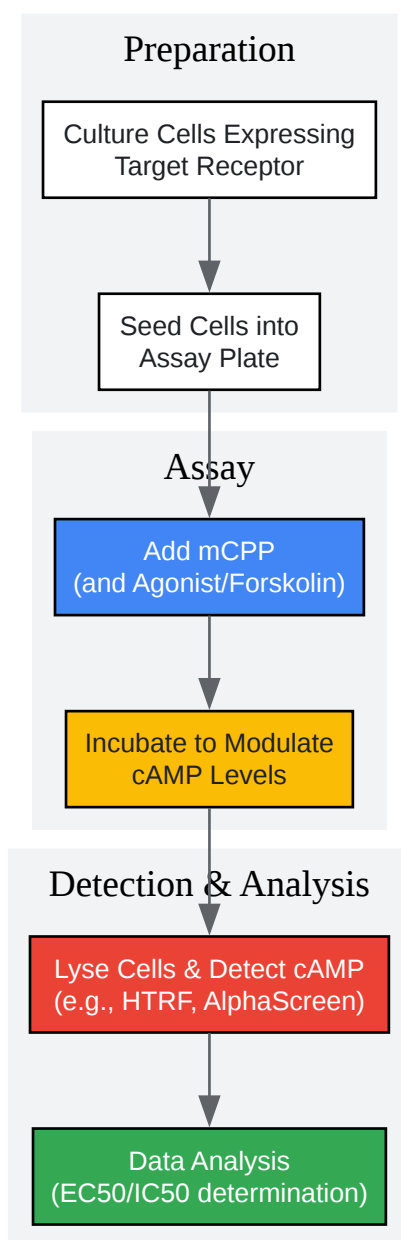 Preparation
Culture Cells Expressing
Target Receptor
Seed Cells into
Assay Plate
Assay
Add mCPP
(and Agonist/Forskolin)
Incubate to Modulate
cAMP Levels
Detection & Analysis
Lyse Cells & Detect cAMP
(e.g., HTRF, AlphaScreen)
Data Analysis
(EC50/IC50 determination)